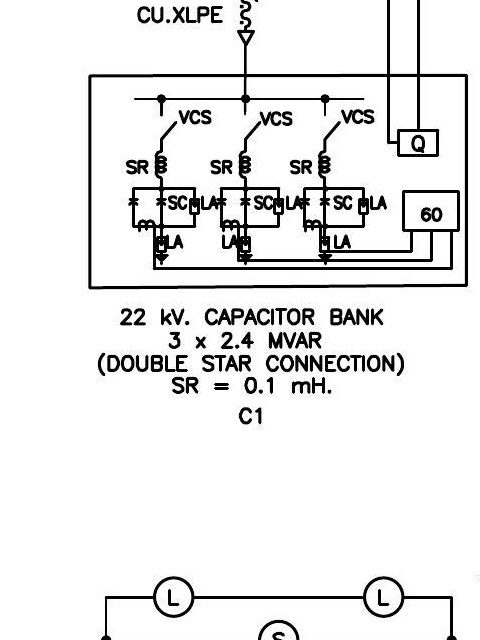 CU.XLPE
VCS VCS VCS
Q
SR SR SR
SC LA SC LA SC LA
60
LA LA LA
22 kV. CAPACITOR BANK
3 x 2.4 MVAR
(DOUBLE STAR CONNECTION)
SR = 0.1 mH.
C1
L L
S